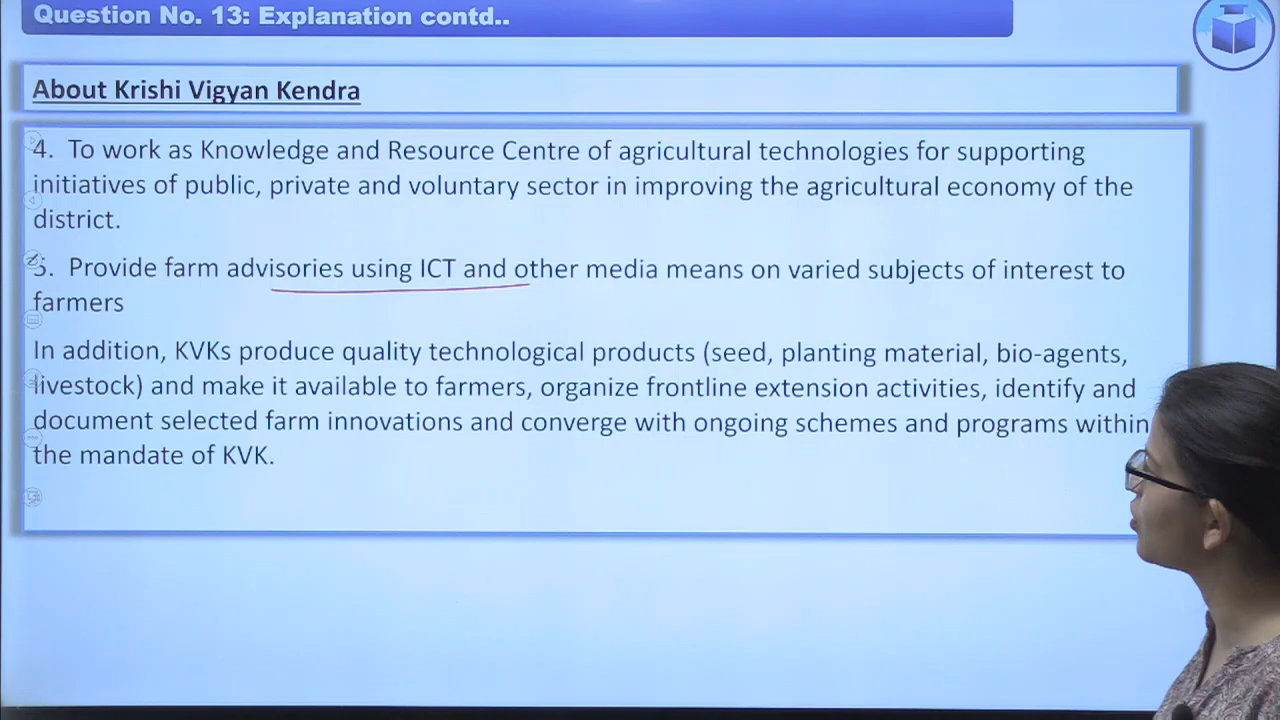 Question No. 13: Explanation contd..
About Krishi Vigyan Kendra
4. To work as Knowledge and Resource Centre of agricultural technologies for supporting
initiatives of public, private and voluntary sector in improving the agricultural economy of the
district.
5. Provide farm advisories using ICT and other media means on varied subjects of interest to
farmers
In addition, KVKs produce quality technological products (seed, planting material, bio-agents,
livestock) and make it available to farmers, organize frontline extension activities, identify and
document selected farm innovations and converge with ongoing schemes and programs within
the mandate of KVK.